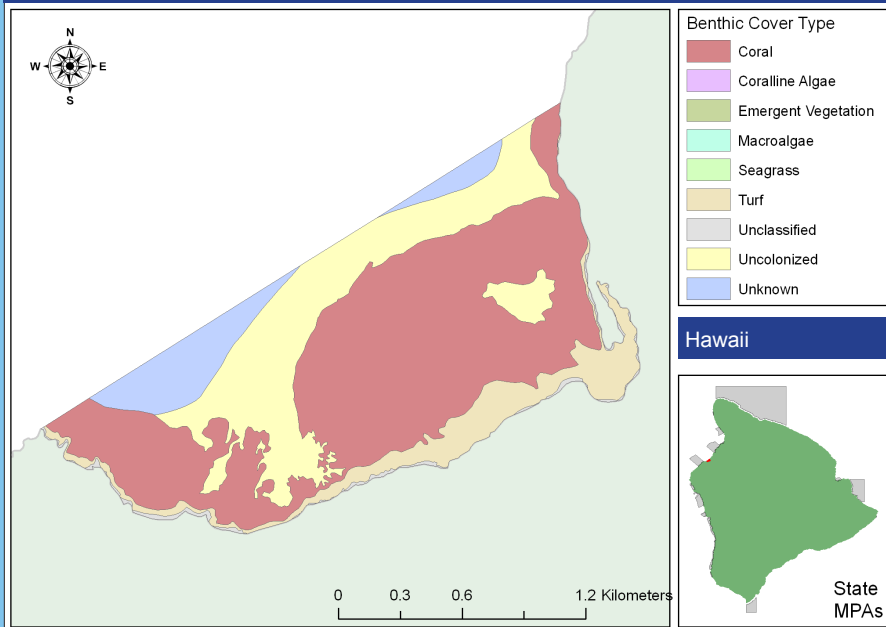 N
W E
S
0 0.3 0.6 1.2 Kilometers
Benthic Cover Type
Coral
Coralline Algae
Emergent Vegetation
Macroalgae
Seagrass
Turf
Unclassified
Uncolonized
Unknown
Hawaii
State
MPAs